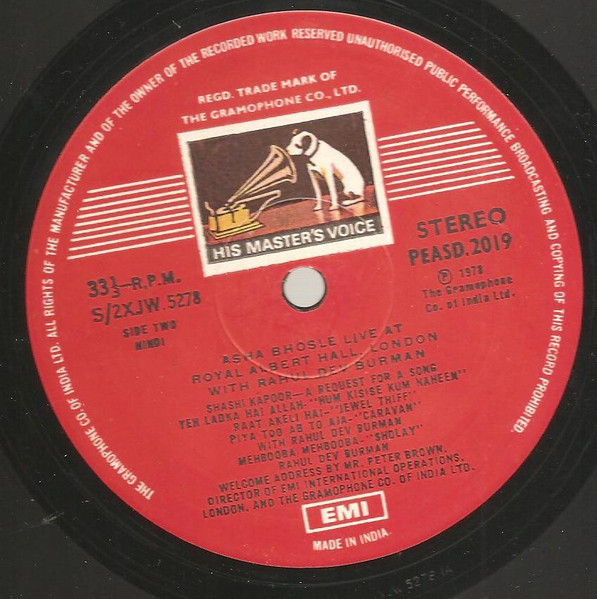 THE GRAMOPHONE CO. OF INDIA LTD. ALL RIGHTS OF THE MANUFACTURER AND OF THE OWNER OF THE RECORDED WORK RESERVED UNAUTHORISED PUBLIC PERFORMANCE BROADCASTING AND COPYING OF THIS RECORD PROHIBITED.
REGD. TRADE MARK OF
THE GRAMOPHONE CO., LTD.
HIS MASTER'S VOICE
33⅓-R.P.M.
S/2XJW.5278
SIDE TWO
HINDI
STEREO
PEASD.2019
Ⓟ 1978
The Gramophone
Co. of India Ltd.
ASHA BHOSLE LIVE AT
ROYAL ALBERT HALL, LONDON
WITH RAHUL DEV BURMAN
SHASHI KAPOOR—A REQUEST FOR A SONG
YEH LADKA HAI ALLAH-"HUM KISISE KUM NAHEEN"
RAAT AKELI HAI-"JEWEL THIFF"
PIYA TOO AB TO AJA-"CARAVAN"
WITH RAHUL DEV BURMAN
MEHBOOBA MEHBOOBA-"SHOLAY"
RAHUL DEV BURMAN
WELCOME ADDRESS BY MR. PETER BROWN,
DIRECTOR OF EMI INTERNATIONAL OPERATIONS,
LONDON, AND THE GRAMOPHONE CO. OF INDIA LTD.
EMI
MADE IN INDIA